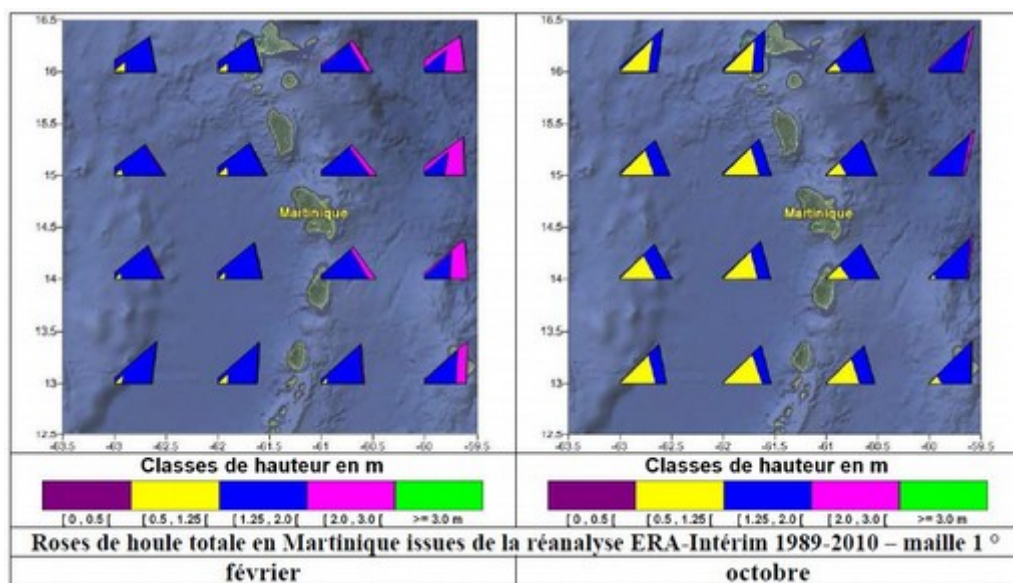 16.5
16
15.5
15
14.5
14
13.5
13
12.5
-63.5 -63 -62.5 -62 -61.5 -61 -60.5 -60 -59.5
Martinique
Classes de hauteur en m
[ 0 , 0.5 [ [ 0.5 , 1.25 [ [ 1.25 , 2.0 [ [ 2.0 , 3.0 [ >= 3.0 m
16.5
16
15.5
15
14.5
14
13.5
13
12.5
-63.5 -63 -62.5 -62 -61.5 -61 -60.5 -60 -59.5
Martinique
Classes de hauteur en m
[ 0 , 0.5 [ [ 0.5 , 1.25 [ [ 1.25 , 2.0 [ [ 2.0 , 3.0 [ >= 3.0 m
Roses de houle totale en Martinique issues de la réanalyse ERA-Intérim 1989-2010 – maille 1 °
février octobre